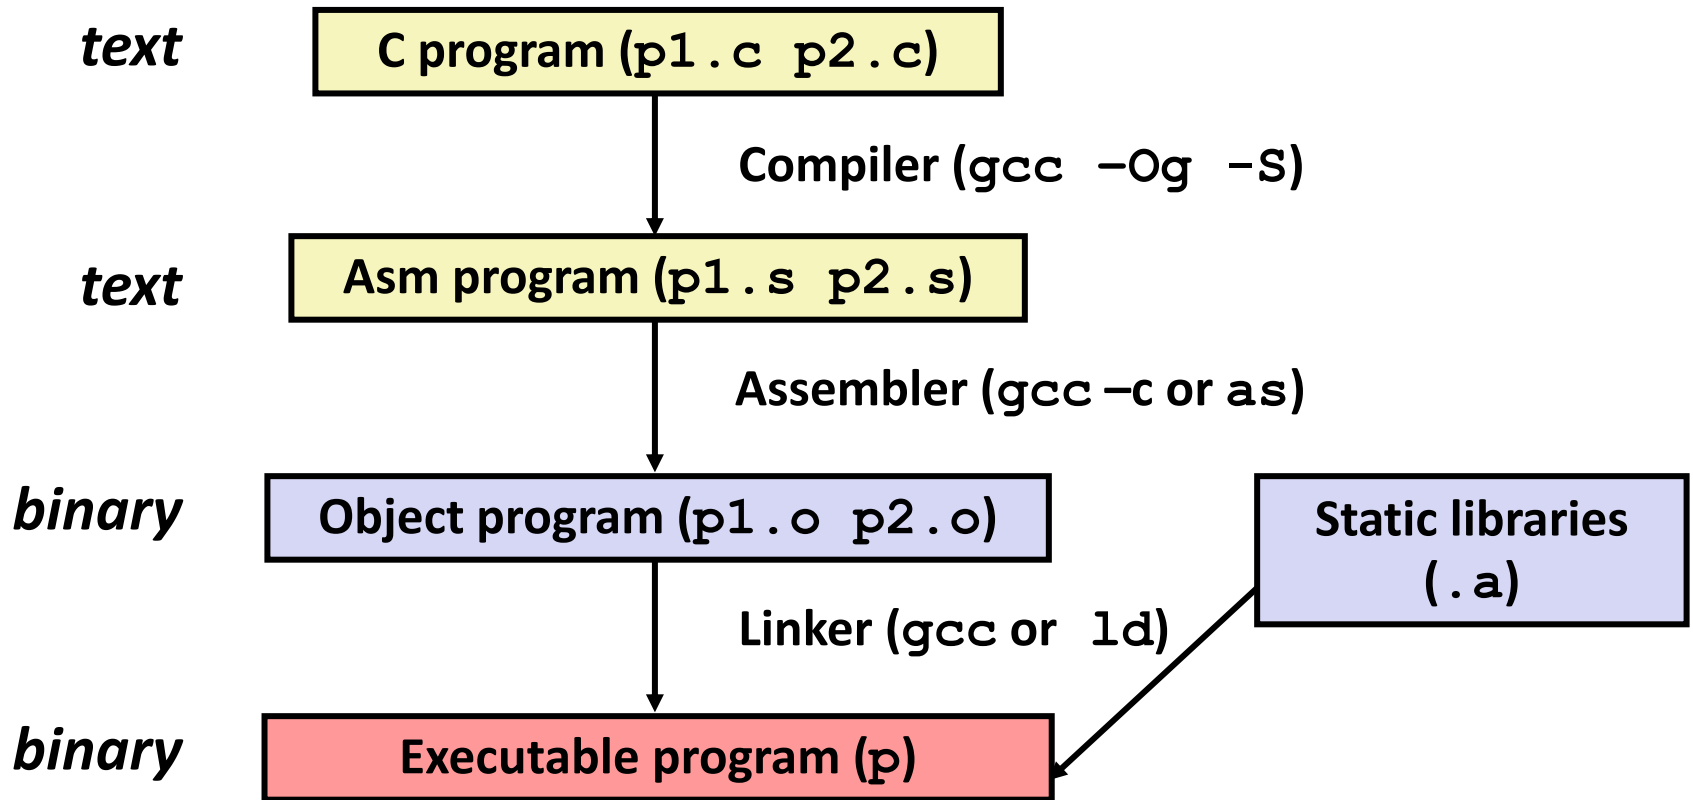 text
C program (p1.c p2.c)
Compiler (gcc –Og -S)
text
Asm program (p1.s p2.s)
Assembler (gcc –c or as)
binary
Object program (p1.o p2.o)
Static libraries
(.a)
Linker (gcc or ld)
binary
Executable program (p)